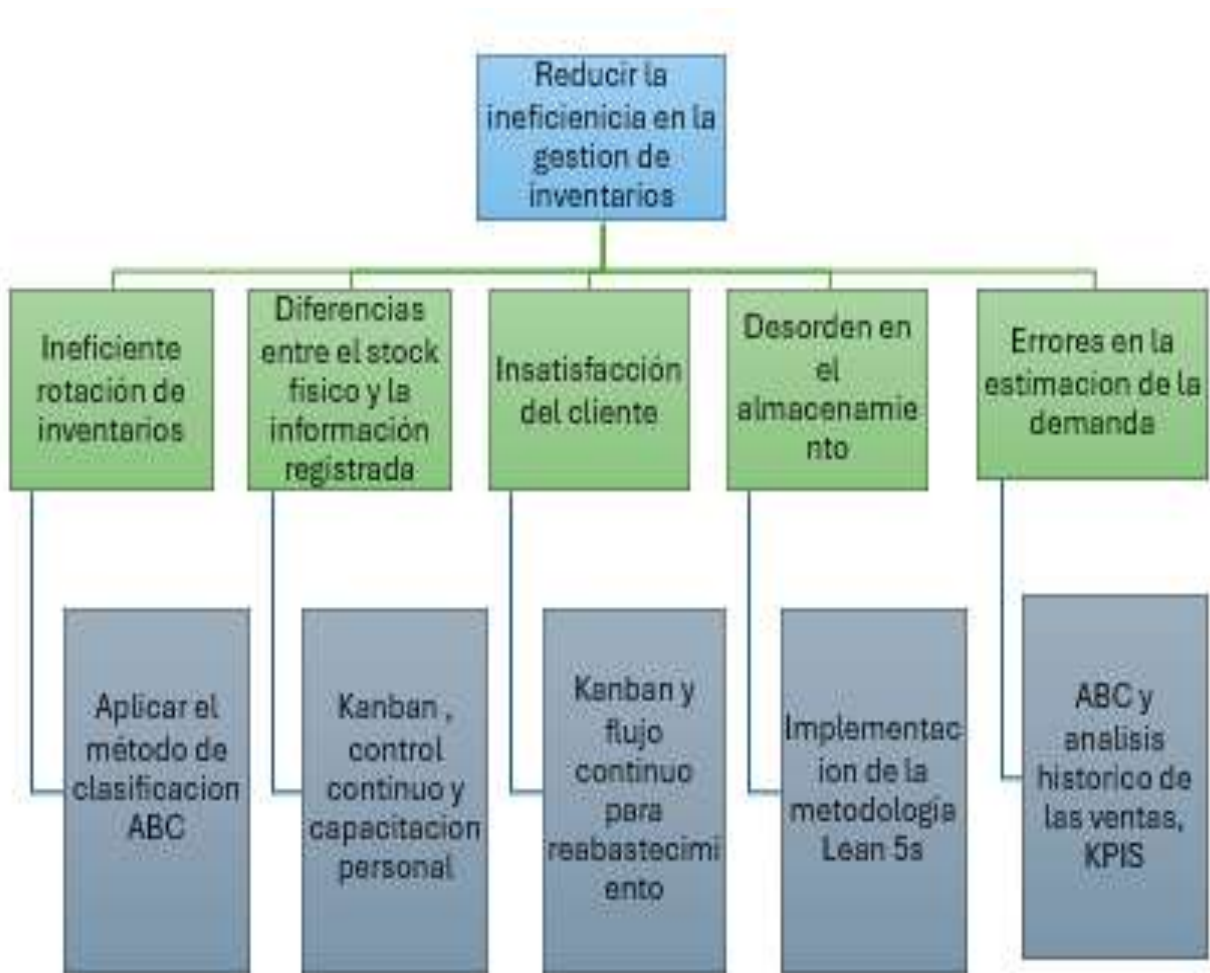 Reducir la
ineficienicia en la
gestion de
inventarios
Ineficiente
rotación de
inventarios
Diferencias
entre el stock
fisico y la
información
registrada
Insatisfacción
del cliente
Desorden en
el
almacenamie
nto
Errores en la
estimacion de la
demanda
Aplicar el
método de
clasificacion
ABC
Kanban ,
control
continuo y
capacitacion
personal
Kanban y
flujo
continuo
para
reabastecimi
ento
Implementac
ion de la
metodologia
Lean 5s
ABC y
analisis
historico de
las ventas,
KPIS